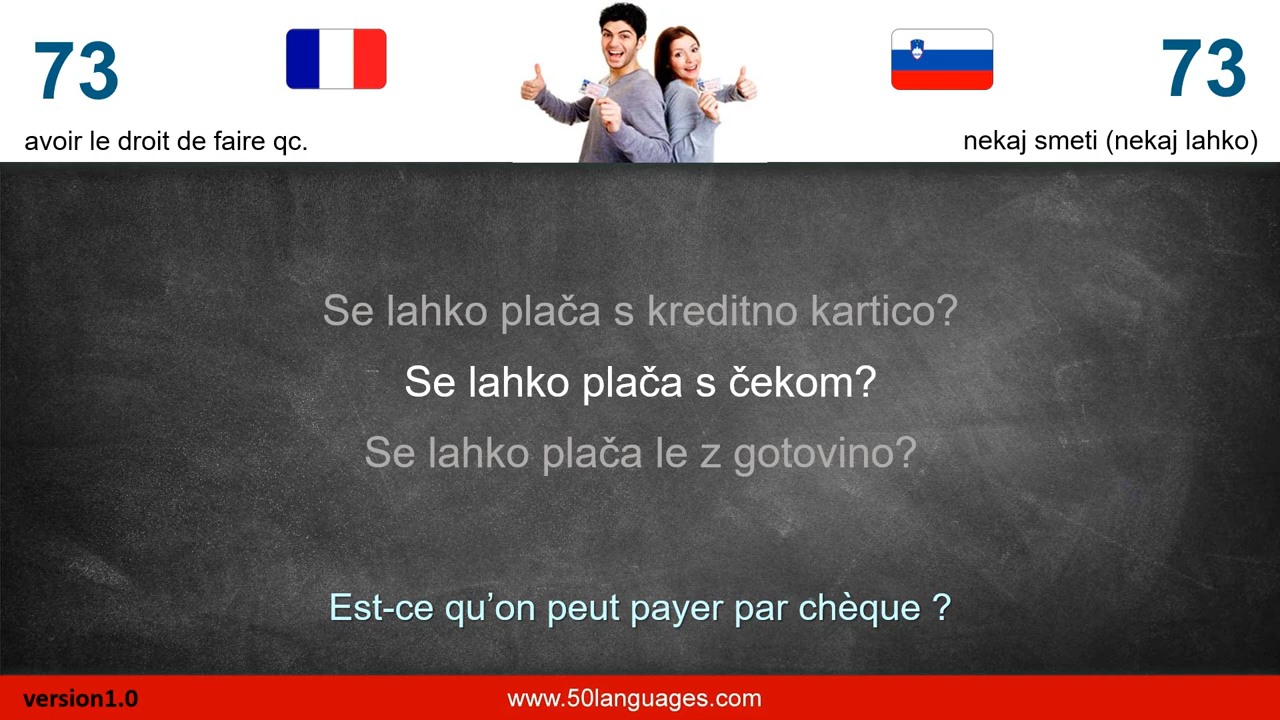 73
73
avoir le droit de faire qc.
nekaj smeti (nekaj lahko)
Se lahko plača s kreditno kartico?
Se lahko plača s čekom?
Se lahko plača le z gotovino?
Est-ce qu’on peut payer par chèque ?
version1.0
www.50languages.com